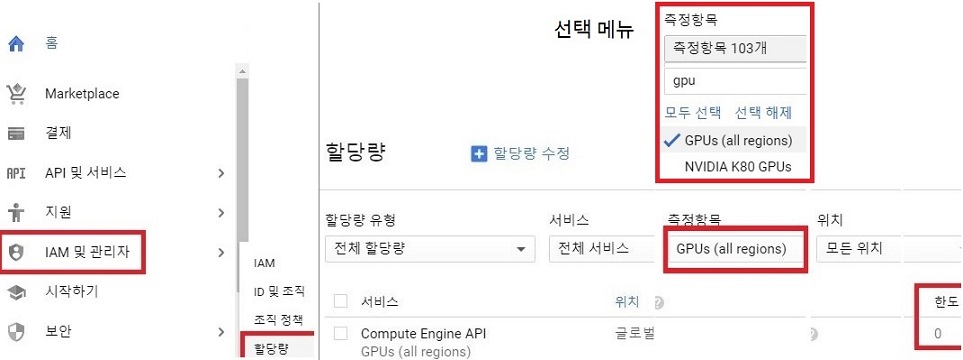 홈
Marketplace
결제
API API 및 서비스
지원
IAM 및 관리자
시작하기
보안
IAM
ID 및 조직
조직 정책
할당량
선택 메뉴
측정항목
측정항목 103개
gpu
모두 선택 선택 해제
GPUs (all regions)
NVIDIA K80 GPUs
할당량
할당량 수정
할당량 유형 서비스 측정항목 위치
전체 할당량 전체 서비스 GPUs (all regions) 모든 위치
서비스 위치 한도
Compute Engine API 글로벌 0
GPUs (all regions)